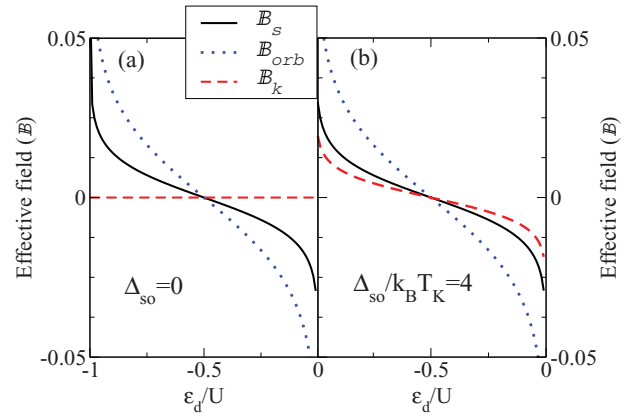 𝔹s
𝔹orb
𝔹k
0.05
0
-0.05
Effective field (𝔹)
(a)
Δso=0
-1
-0.5
0
εd/U
(b)
Δso/kBTK=4
-0.5
0
εd/U
0.05
0
-0.05
Effective field (𝔹)